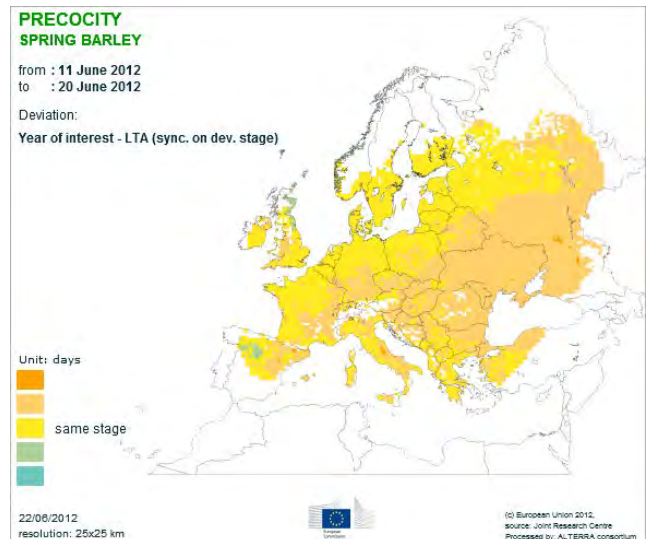 PRECOCITY
SPRING BARLEY
from : 11 June 2012
to : 20 June 2012
Deviation:
Year of interest - LTA (sync. on dev. stage)
Unit: days
same stage
22/06/2012
resolution: 25x25 km
European
Commission
(c) European Union 2012,
source: Joint Research Centre
Processed by: ALTERRA consortium